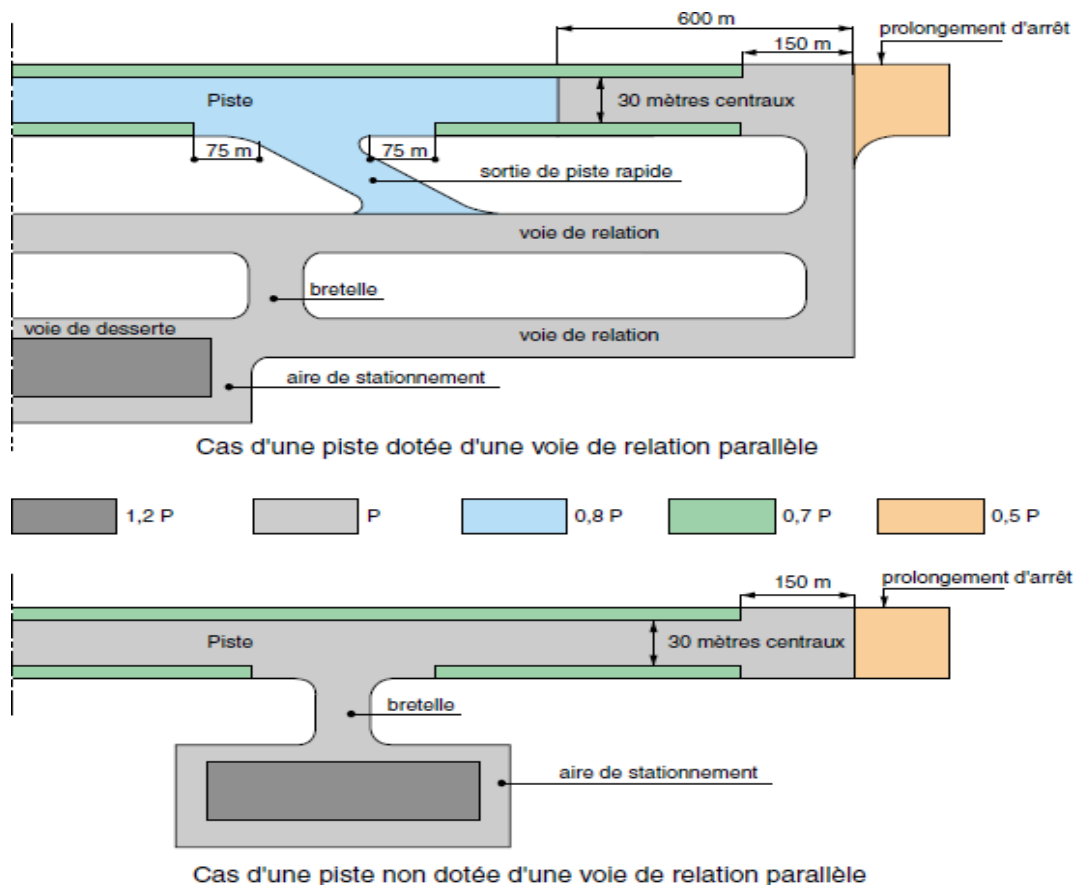 600 m
prolongement d'arrêt
150 m
Piste
30 mètres centraux
75 m
75 m
sortie de piste rapide
voie de relation
bretelle
voie de desserte
voie de relation
aire de stationnement
Cas d'une piste dotée d'une voie de relation parallèle
1,2 P
P
0,8 P
0,7 P
0,5 P
150 m
prolongement d'arrêt
Piste
30 mètres centraux
bretelle
aire de stationnement
Cas d'une piste non dotée d'une voie de relation parallèle